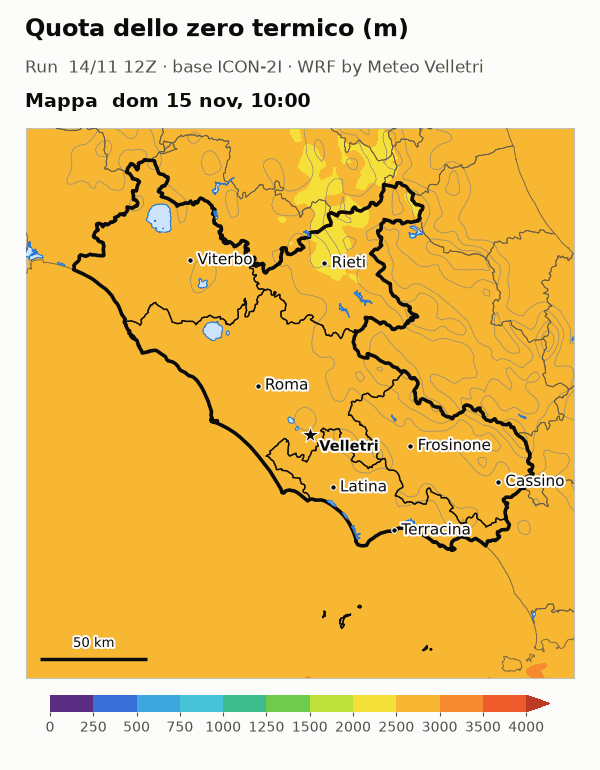 Quota dello zero termico (m)
Run 14/11 12Z · base ICON-2I · WRF by Meteo Velletri
Mappa dom 15 nov, 10:00
Viterbo
Rieti
Roma
Velletri
Frosinone
Latina
Cassino
Terracina
50 km
0 250 500 750 1000 1250 1500 2000 2500 3000 3500 4000